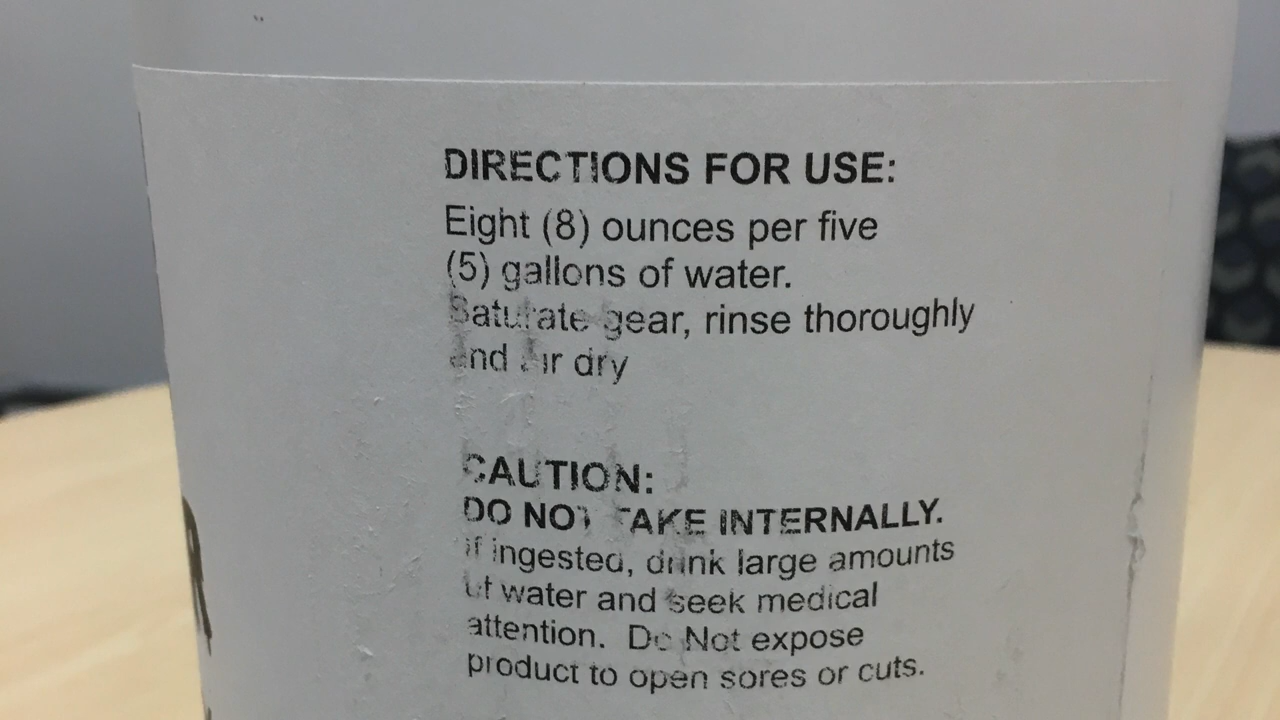 DIRECTIONS FOR USE:
Eight (8) ounces per five
(5) gallons of water.
Saturate gear, rinse thoroughly
and air dry
CAUTION:
DO NOT TAKE INTERNALLY.
If ingested, drink large amounts
of water and seek medical
attention. Do Not expose
product to open sores or cuts.
R